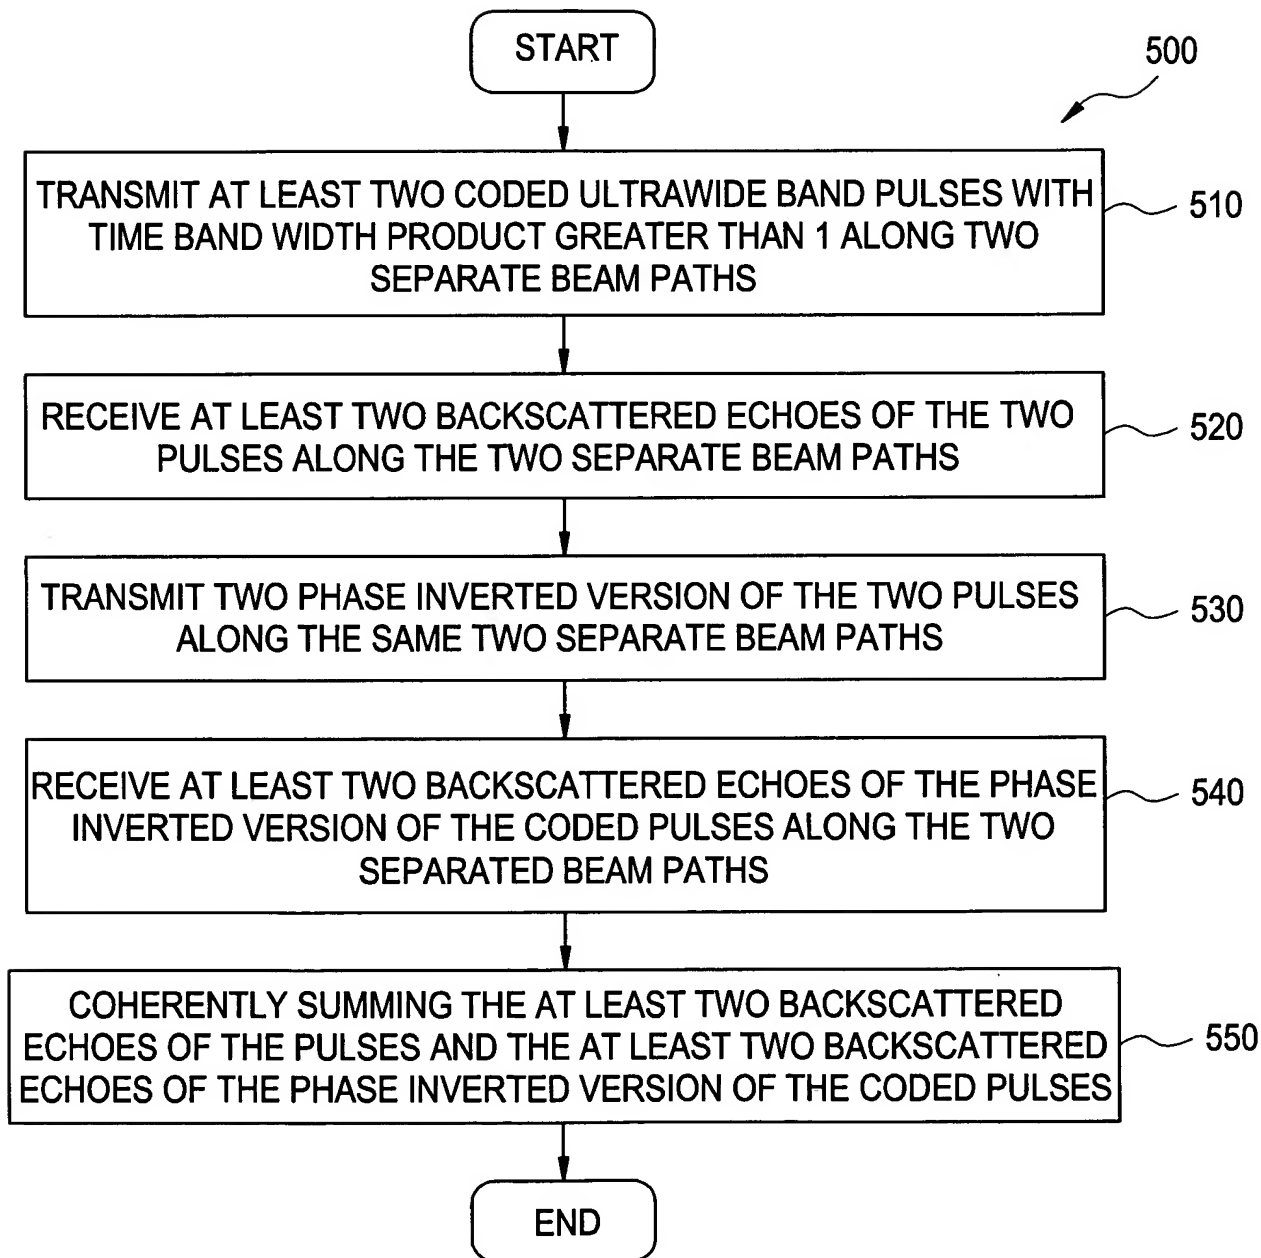 START
500
TRANSMIT AT LEAST TWO CODED ULTRAWIDE BAND PULSES WITH
TIME BAND WIDTH PRODUCT GREATER THAN 1 ALONG TWO
SEPARATE BEAM PATHS
510
RECEIVE AT LEAST TWO BACKSCATTERED ECHOES OF THE TWO
PULSES ALONG THE TWO SEPARATE BEAM PATHS
520
TRANSMIT TWO PHASE INVERTED VERSION OF THE TWO PULSES
ALONG THE SAME TWO SEPARATE BEAM PATHS
530
RECEIVE AT LEAST TWO BACKSCATTERED ECHOES OF THE PHASE
INVERTED VERSION OF THE CODED PULSES ALONG THE TWO
SEPARATED BEAM PATHS
540
COHERENTLY SUMMING THE AT LEAST TWO BACKSCATTERED
ECHOES OF THE PULSES AND THE AT LEAST TWO BACKSCATTERED
ECHOES OF THE PHASE INVERTED VERSION OF THE CODED PULSES
550
END